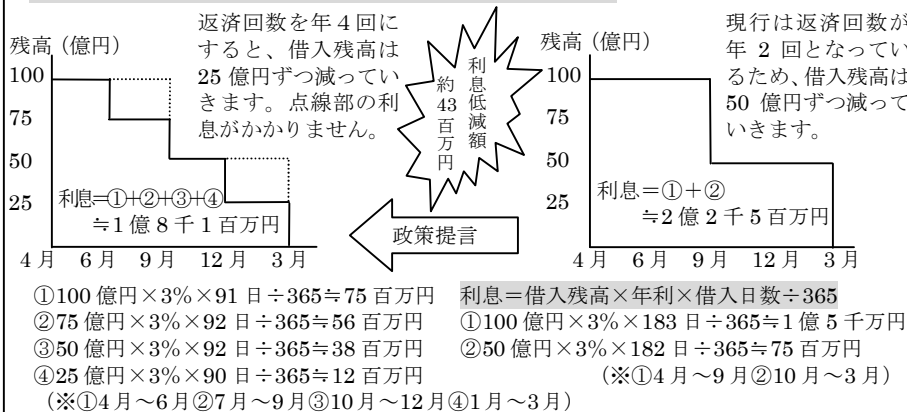 返済回数を年４回に
すると、借入残高は
25 億円ずつ減ってい
きます。点線部の利
息がかかりません。
残高（億円）
100
75
50
25
利息=①+②+③+④
≒1 億 8 千 1 百万円
4 月 6 月 9 月 12 月 3 月
利息低減額
約 43 百万円
政策提言
現行は返済回数が
年 2 回となってい
るため、借入残高は
50 億円ずつ減って
いきます。
残高（億円）
100
75
50
25
利息＝①＋②
≒2 億 2 千 5 百万円
4 月 6 月 9 月 12 月 3 月
①100 億円×3%×91 日÷365≒75 百万円
②75 億円×3%×92 日÷365≒56 百万円
③50 億円×3%×92 日÷365≒38 百万円
④25 億円×3%×90 日÷365≒12 百万円
（※①4 月～6 月②7 月～9 月③10 月～12 月④1 月～3 月）
利息＝借入残高×年利×借入日数÷365
①100 億円×3%×183 日÷365≒1 億 5 千万円
②50 億円×3%×182 日÷365≒75 百万円
（※①4 月～9 月②10 月～3 月）